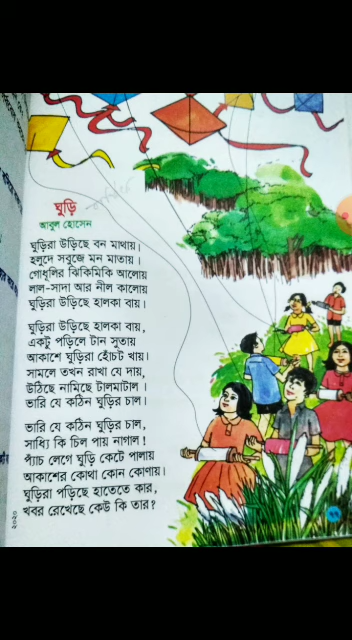 ঘুড়ি
আবুল হোসেন
ঘুড়িরা উড়িছে বন মাথায়।
হলুদে সবুজে মন মাতায়।
গোধূলির ঝিকিমিকি আলোয়
লাল-সাদা আর নীল কালোয়
ঘুড়িরা উড়িছে হালকা বায়।
ঘুড়িরা উড়িছে হালকা বায়,
একটু পড়িলে টান সুতায়
আকাশে ঘুড়িরা হোঁচট খায়।
সামলে তখন রাখা যে দায়,
উঠিছে নামিছে টালমাটাল।
ভারি যে কঠিন ঘুড়ির চাল।
ভারি যে কঠিন ঘুড়ির চাল,
সাধ্যি কি চিল পায় নাগাল!
প্যাঁচ লেগে ঘুড়ি কেটে পালায়
আকাশের কোথা কোন কোণায়।
ঘুড়িরা পড়িছে হাতেতে কার,
খবর রেখেছে কেউ কি তার?
২০২০